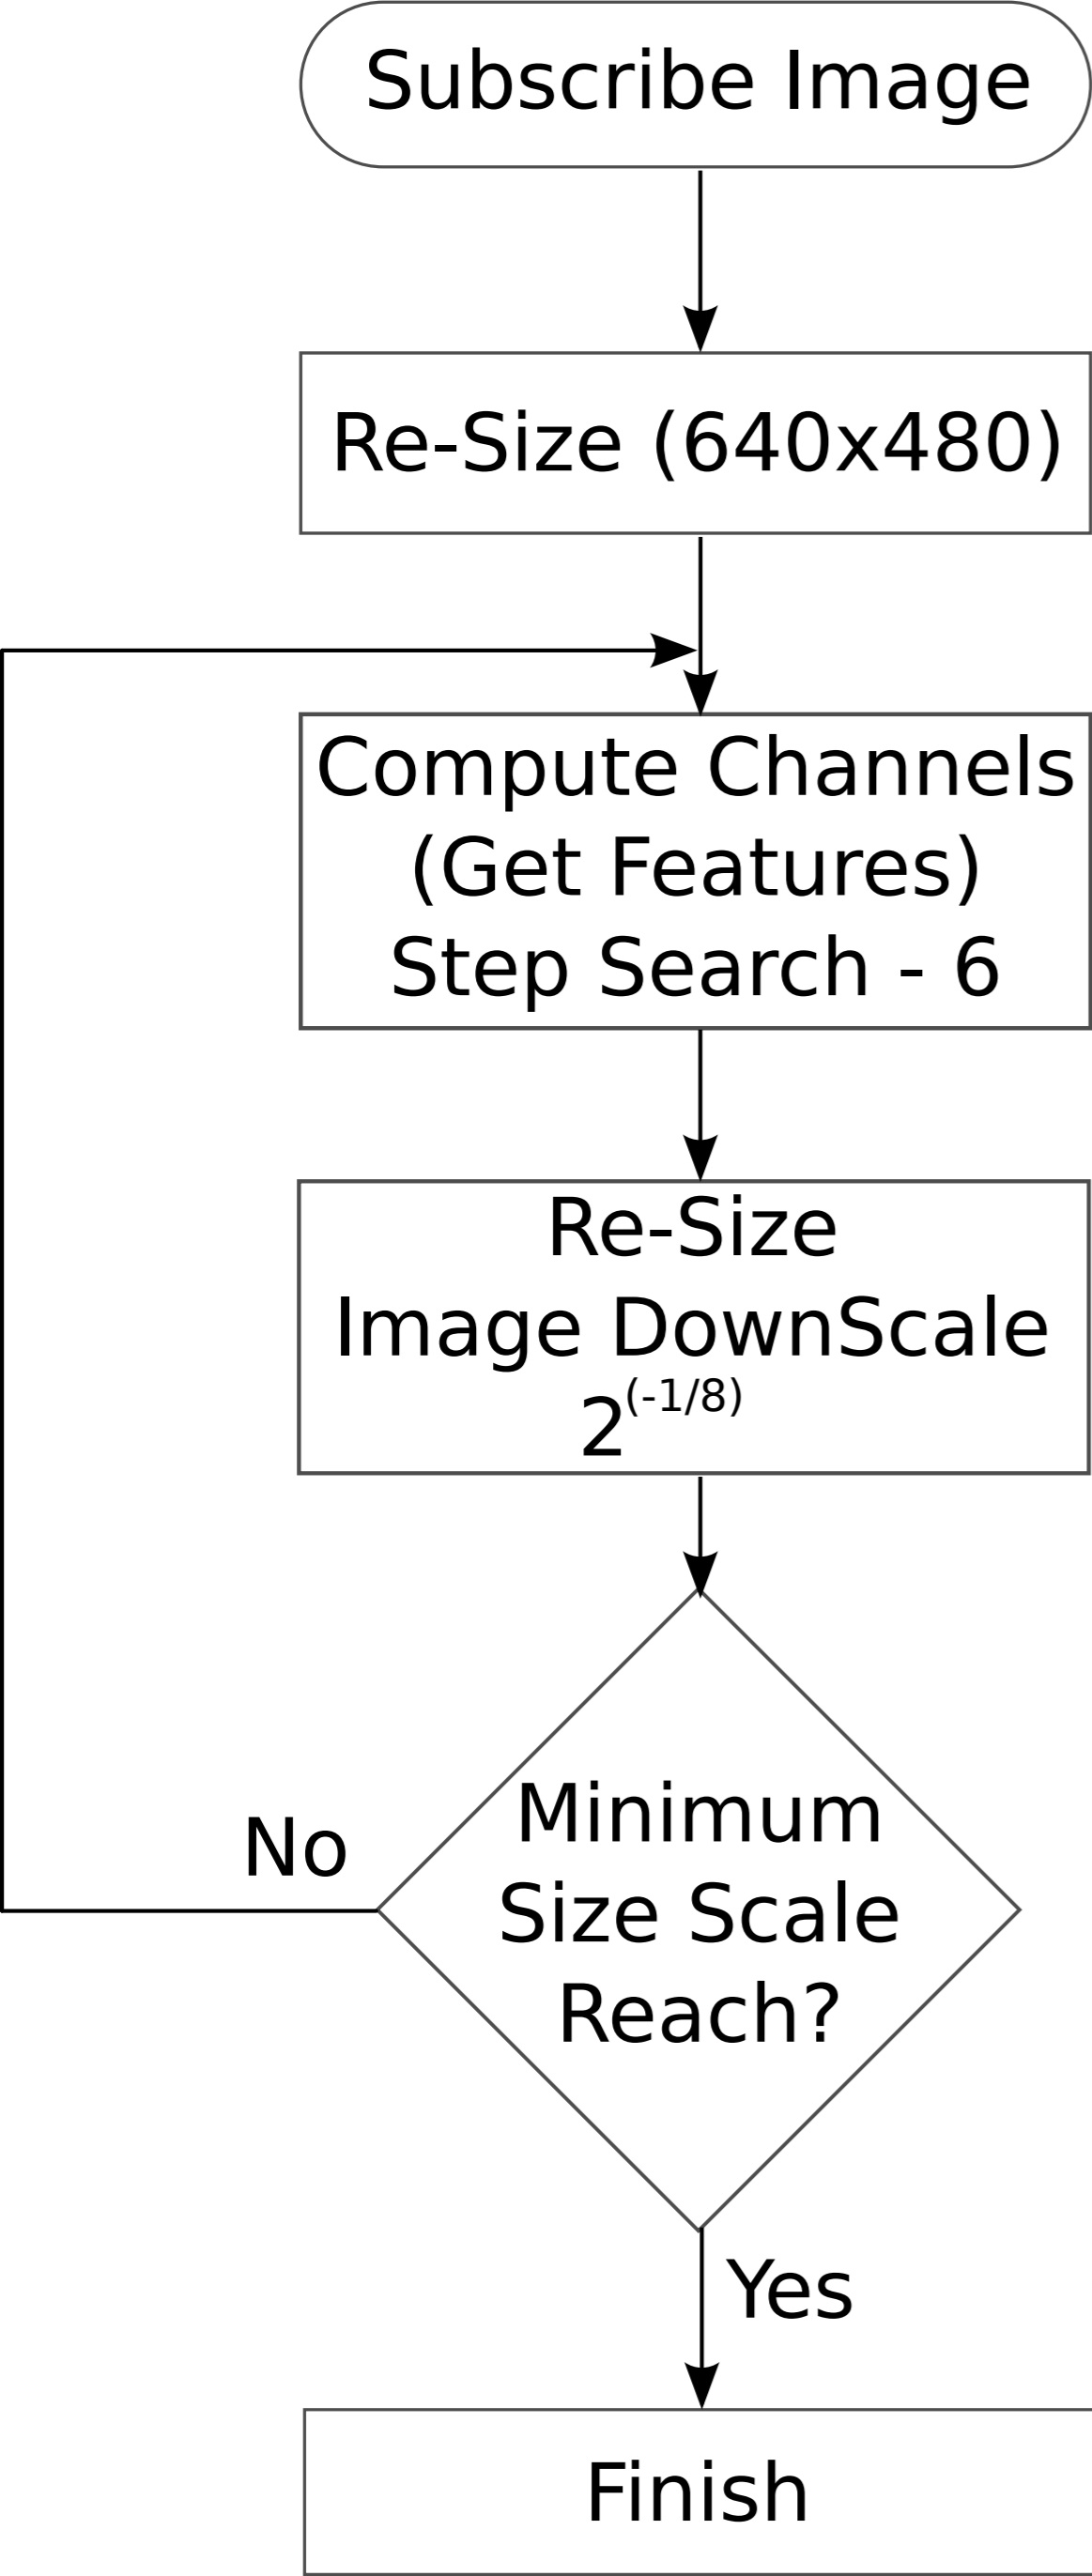 Subscribe Image
Re-Size (640x480)
Compute Channels
(Get Features)
Step Search - 6
Re-Size
Image DownScale
2(-1/8)
Minimum
Size Scale
Reach?
No
Yes
Finish